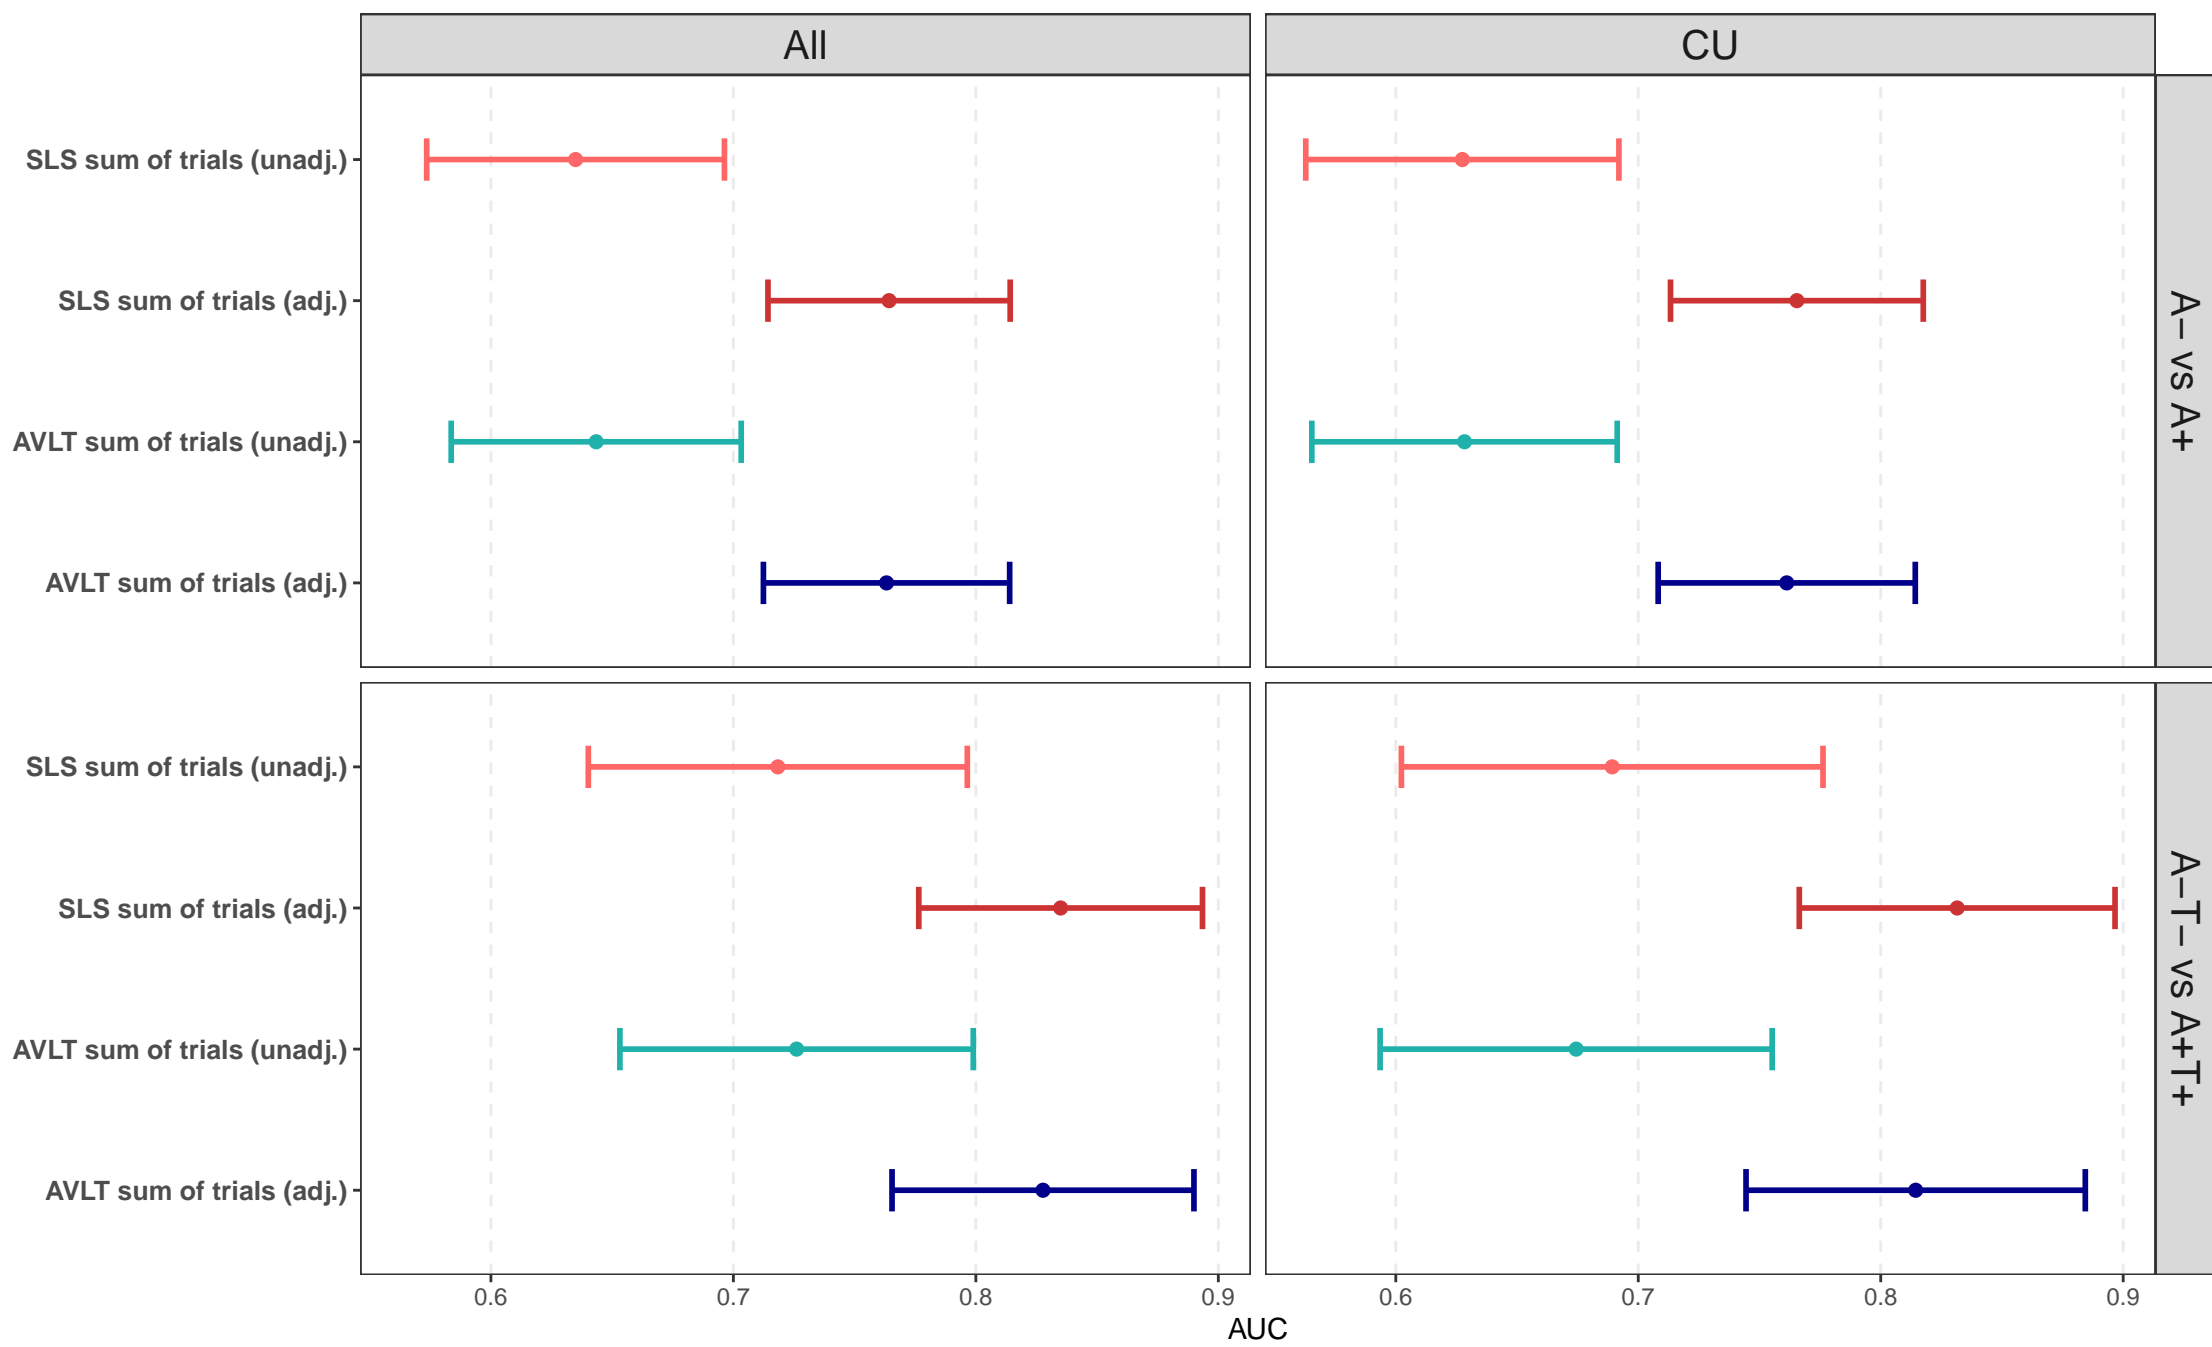 All
CU
SLS sum of trials (unadj.)
SLS sum of trials (adj.)
AVLT sum of trials (unadj.)
AVLT sum of trials (adj.)
A− vs A+
SLS sum of trials (unadj.)
SLS sum of trials (adj.)
AVLT sum of trials (unadj.)
AVLT sum of trials (adj.)
A−T− vs A+T+
0.6 0.7 0.8 0.9
0.6 0.7 0.8 0.9
AUC